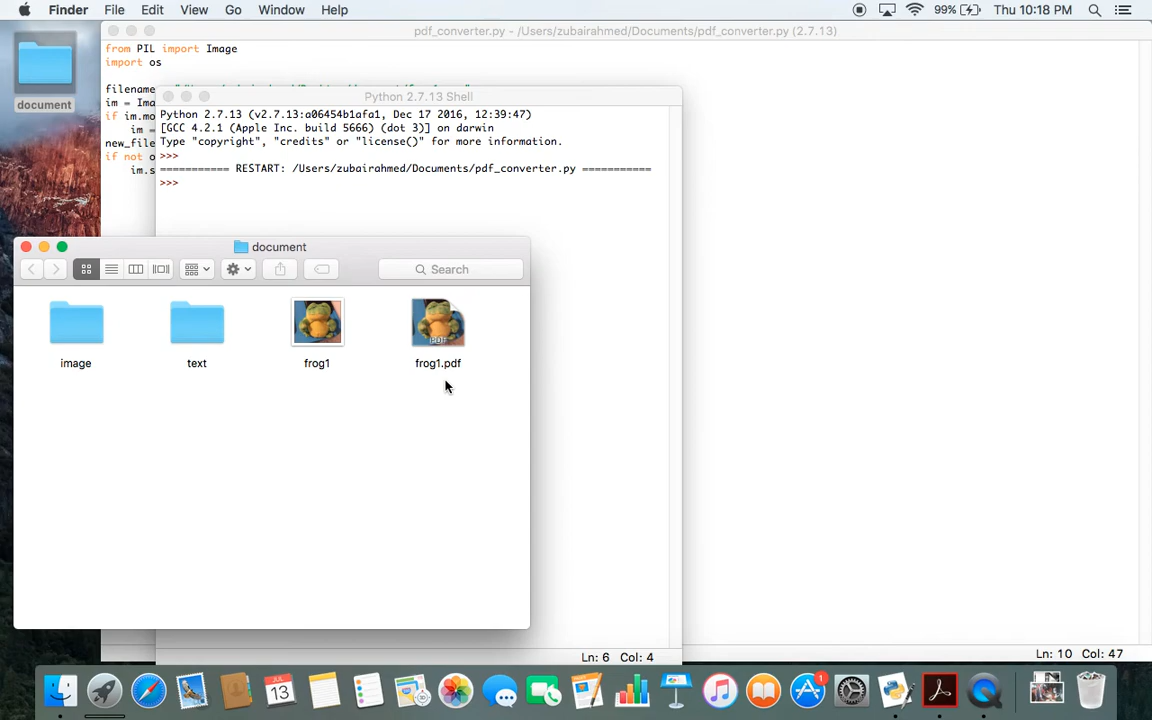 Finder File Edit View Go Window Help 99% Thu 10:18 PM
pdf_converter.py - /Users/zubairahmed/Documents/pdf_converter.py (2.7.13)
document
from PIL import Image
import os
filename
im = Ima
if im.mo
im =
new_file
if not o
im.s
Python 2.7.13 Shell
Python 2.7.13 (v2.7.13:a06454b1afa1, Dec 17 2016, 12:39:47)
[GCC 4.2.1 (Apple Inc. build 5666) (dot 3)] on darwin
Type "copyright", "credits" or "license()" for more information.
>>>
=========== RESTART: /Users/zubairahmed/Documents/pdf_converter.py ===========
>>>
document
Search
PDF
image text frog1 frog1.pdf
Ln: 6 Col: 4
Ln: 10 Col: 47
JUL
13
1